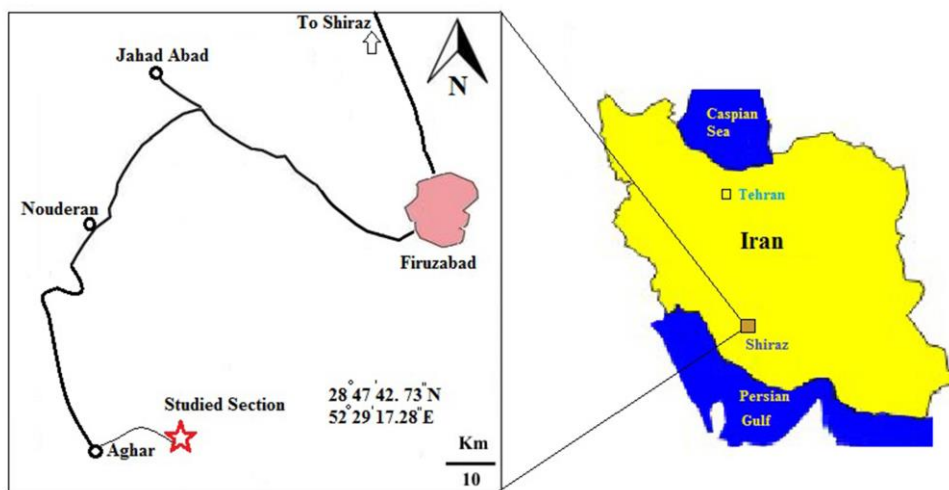 To Shiraz
Jahad Abad
N
Nouderan
Firuzabad
28°47'42. 73"N
52°29'17.28"E
Studied Section
Aghar
Km
10
Caspian
Sea
Tehran
Iran
Shiraz
Persian
Gulf